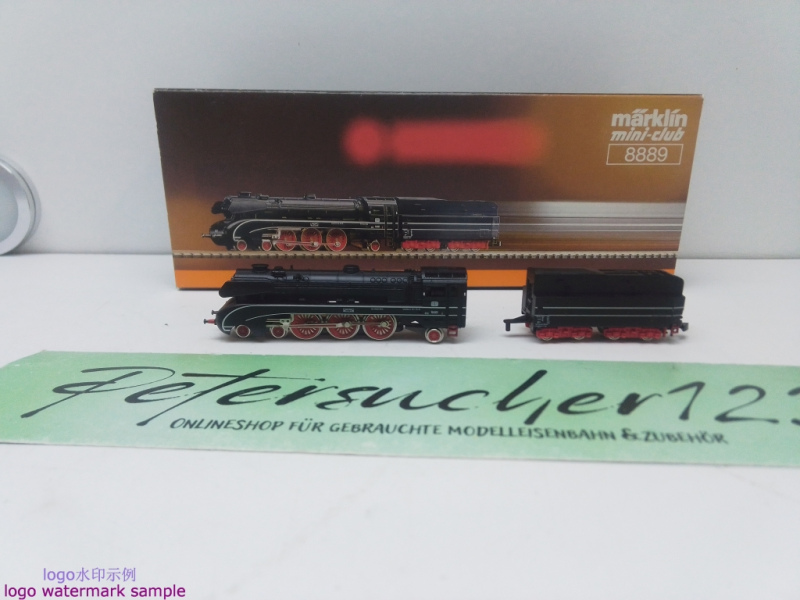 märklin
mini-club
8889
Petersucher123
ONLINESHOP FÜR GEBRAUCHTE MODELLEISENBAHN & ZUBEHÖR
logo水印示例
logo watermark sample